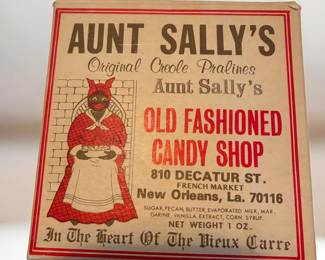 AUNT SALLY'S
Original Creole Pralines
Aunt Sally's
OLD FASHIONED
CANDY SHOP
810 DECATUR ST.
FRENCH MARKET
New Orleans, La. 70116
SUGAR, PECAN, BUTTER, EVAPORATED MILK, MAR-
GARINE, VANILLA EXTRACT, CORN SYRUP.
NET WEIGHT 1 OZ.
In The Heart Of The Vieux Carre